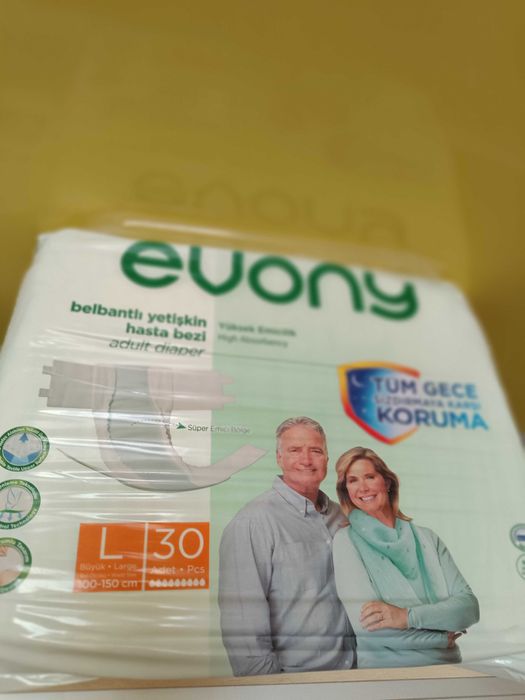 evony
belbantlı yetişkin
hasta bezi
adult diaper
Yüksek Emicilik
High Absorbency
TÜM GECE
SIZDIRMAYA KARŞI
KORUMA
Süper Emici Bölge
L
Büyük • Large
100-150 cm
30
Adet • Pcs